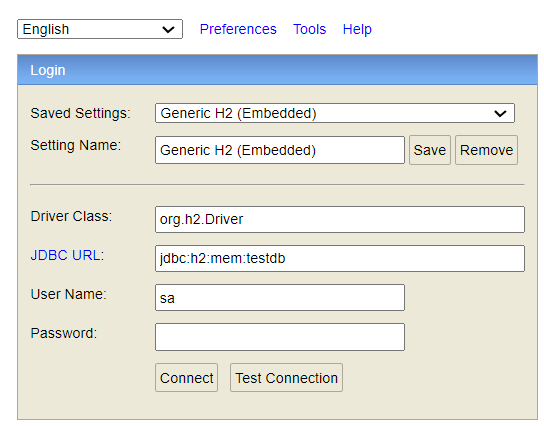 English Preferences Tools Help
Login
Saved Settings: Generic H2 (Embedded)
Setting Name: Generic H2 (Embedded) Save Remove
Driver Class: org.h2.Driver
JDBC URL: jdbc:h2:mem:testdb
User Name: sa
Password:
Connect Test Connection